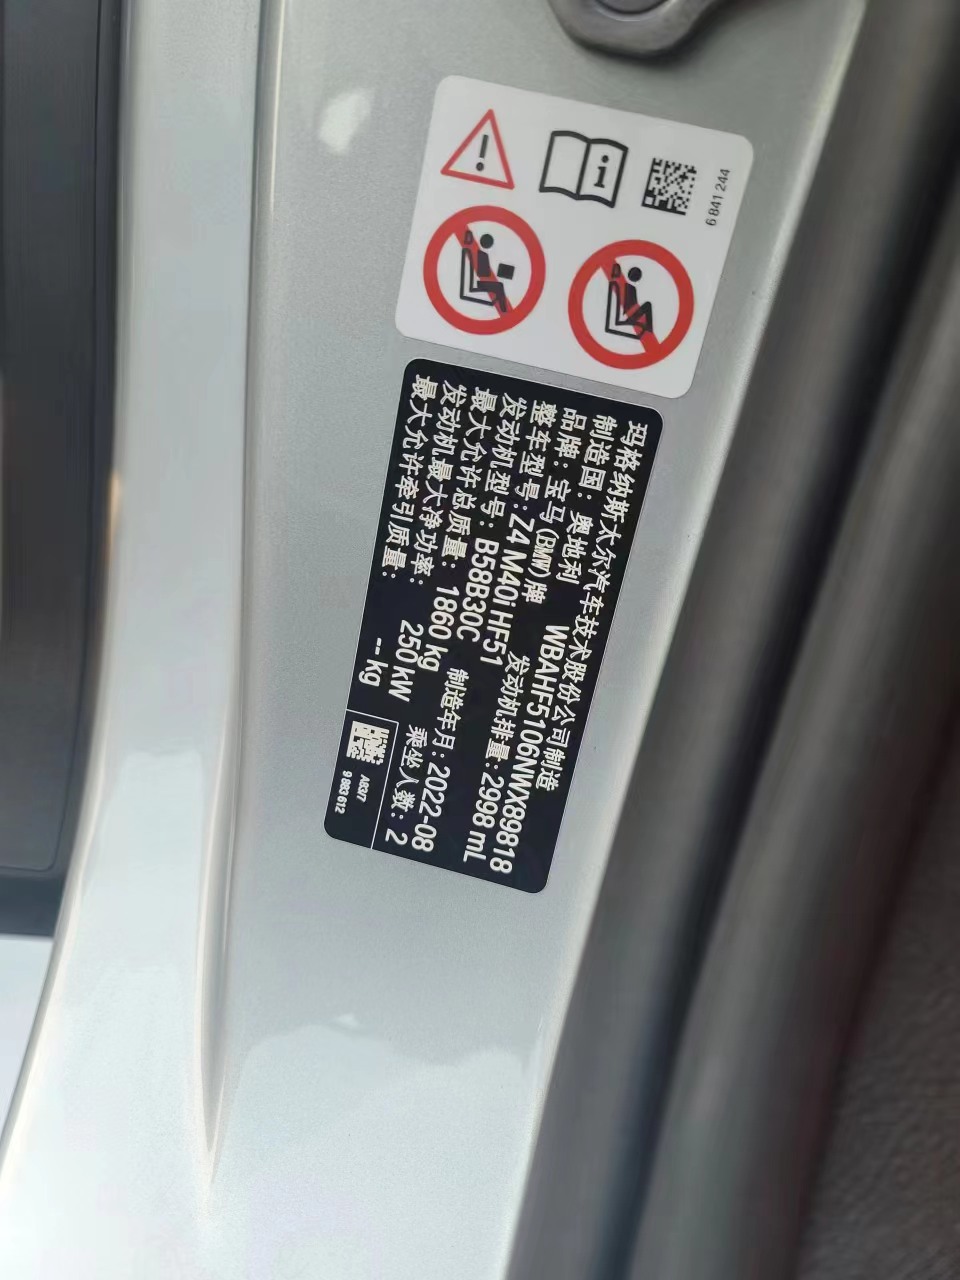 6 841 244
玛格纳斯太尔汽车技术股份公司制造
制造国：奥地利 WBAHF5106NWX89818
品牌：宝马(BMW)牌
整车型号：Z4 M40i HF51 发动机排量：2998 mL
发动机型号：B58B30C
最大允许总质量：1860 kg 制造年月：2022-08
发动机最大净功率：250 kW 乘坐人数：2
最大允许牵引质量：-- kg
A83/7
9 883 612